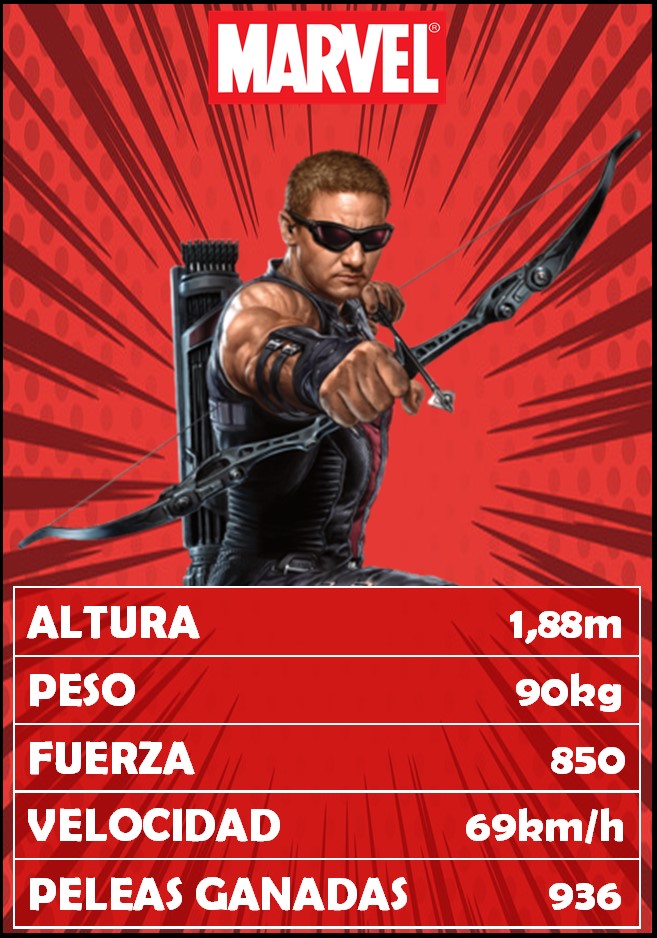 MARVEL®
ALTURA 1,88m
PESO 90kg
FUERZA 850
VELOCIDAD 69km/h
PELEAS GANADAS 936